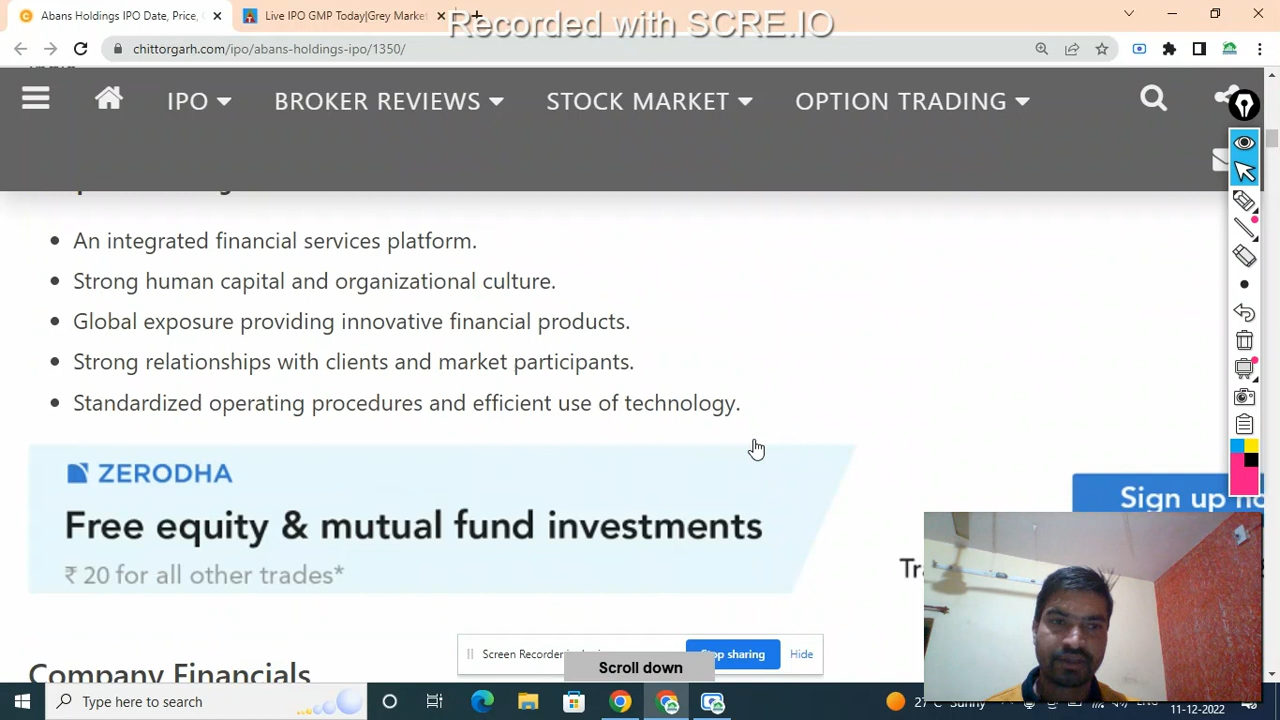 Abans Holdings IPO Date, Price,
Live IPO GMP Today|Grey Market
Recorded with SCRE.IO
chittorgarh.com/ipo/abans-holdings-ipo/1350/
IPO
BROKER REVIEWS
STOCK MARKET
OPTION TRADING
An integrated financial services platform.
Strong human capital and organizational culture.
Global exposure providing innovative financial products.
Strong relationships with clients and market participants.
Standardized operating procedures and efficient use of technology.
ZERODHA
Free equity & mutual fund investments
₹ 20 for all other trades*
Sign up
Screen Recorder
Stop sharing
Hide
Scroll down
Company Financials
Type here to search
27°C Sunny
11-12-2022